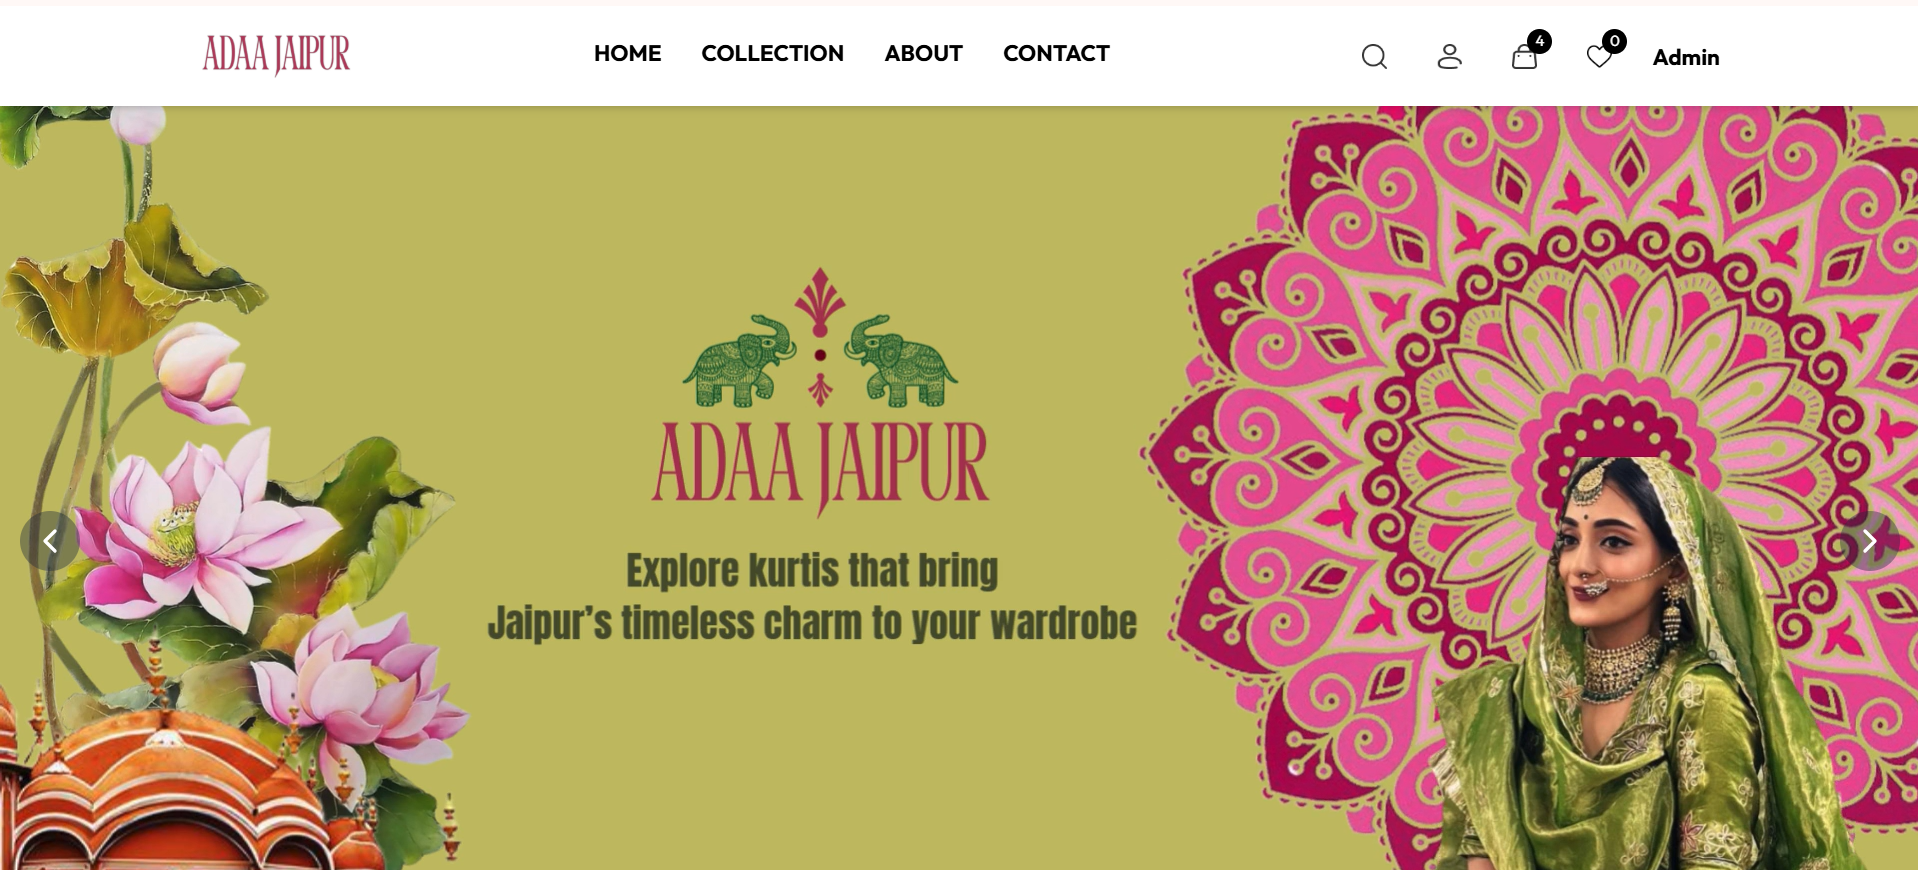 ADAA JAIPUR
HOME COLLECTION ABOUT CONTACT
4
0
Admin
ADAA JAIPUR
Explore kurtis that bring
Jaipur’s timeless charm to your wardrobe